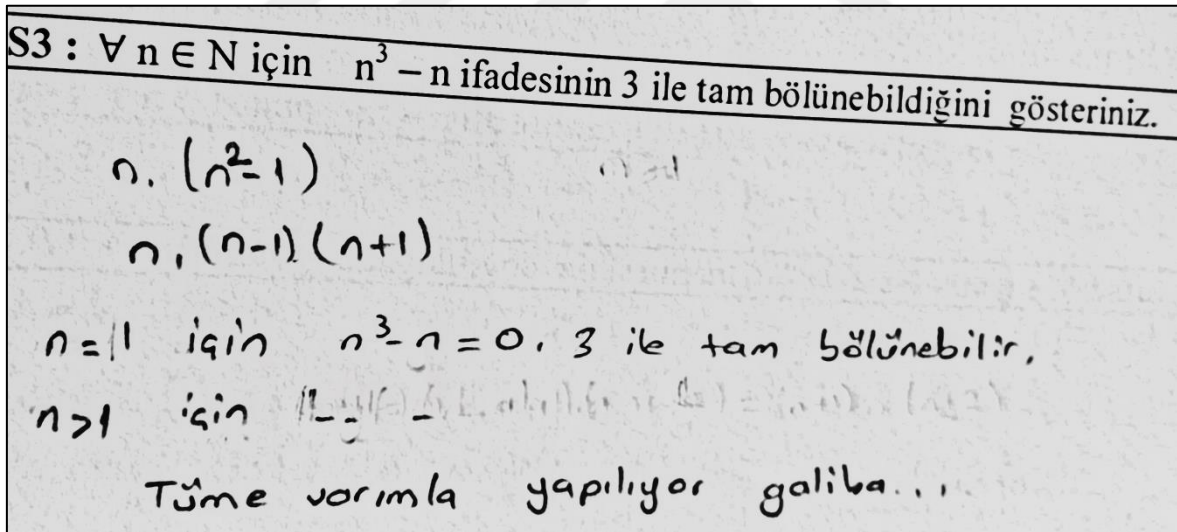 S3 : ∀ n ∈ N için n³ – n ifadesinin 3 ile tam bölünebildiğini gösteriniz.
n. (n²-1)
n. (n-1) (n+1)
n=1 için n³-n=0. 3 ile tam bölünebilir.
n>1 için
Tüme varımla yapılıyor galiba...